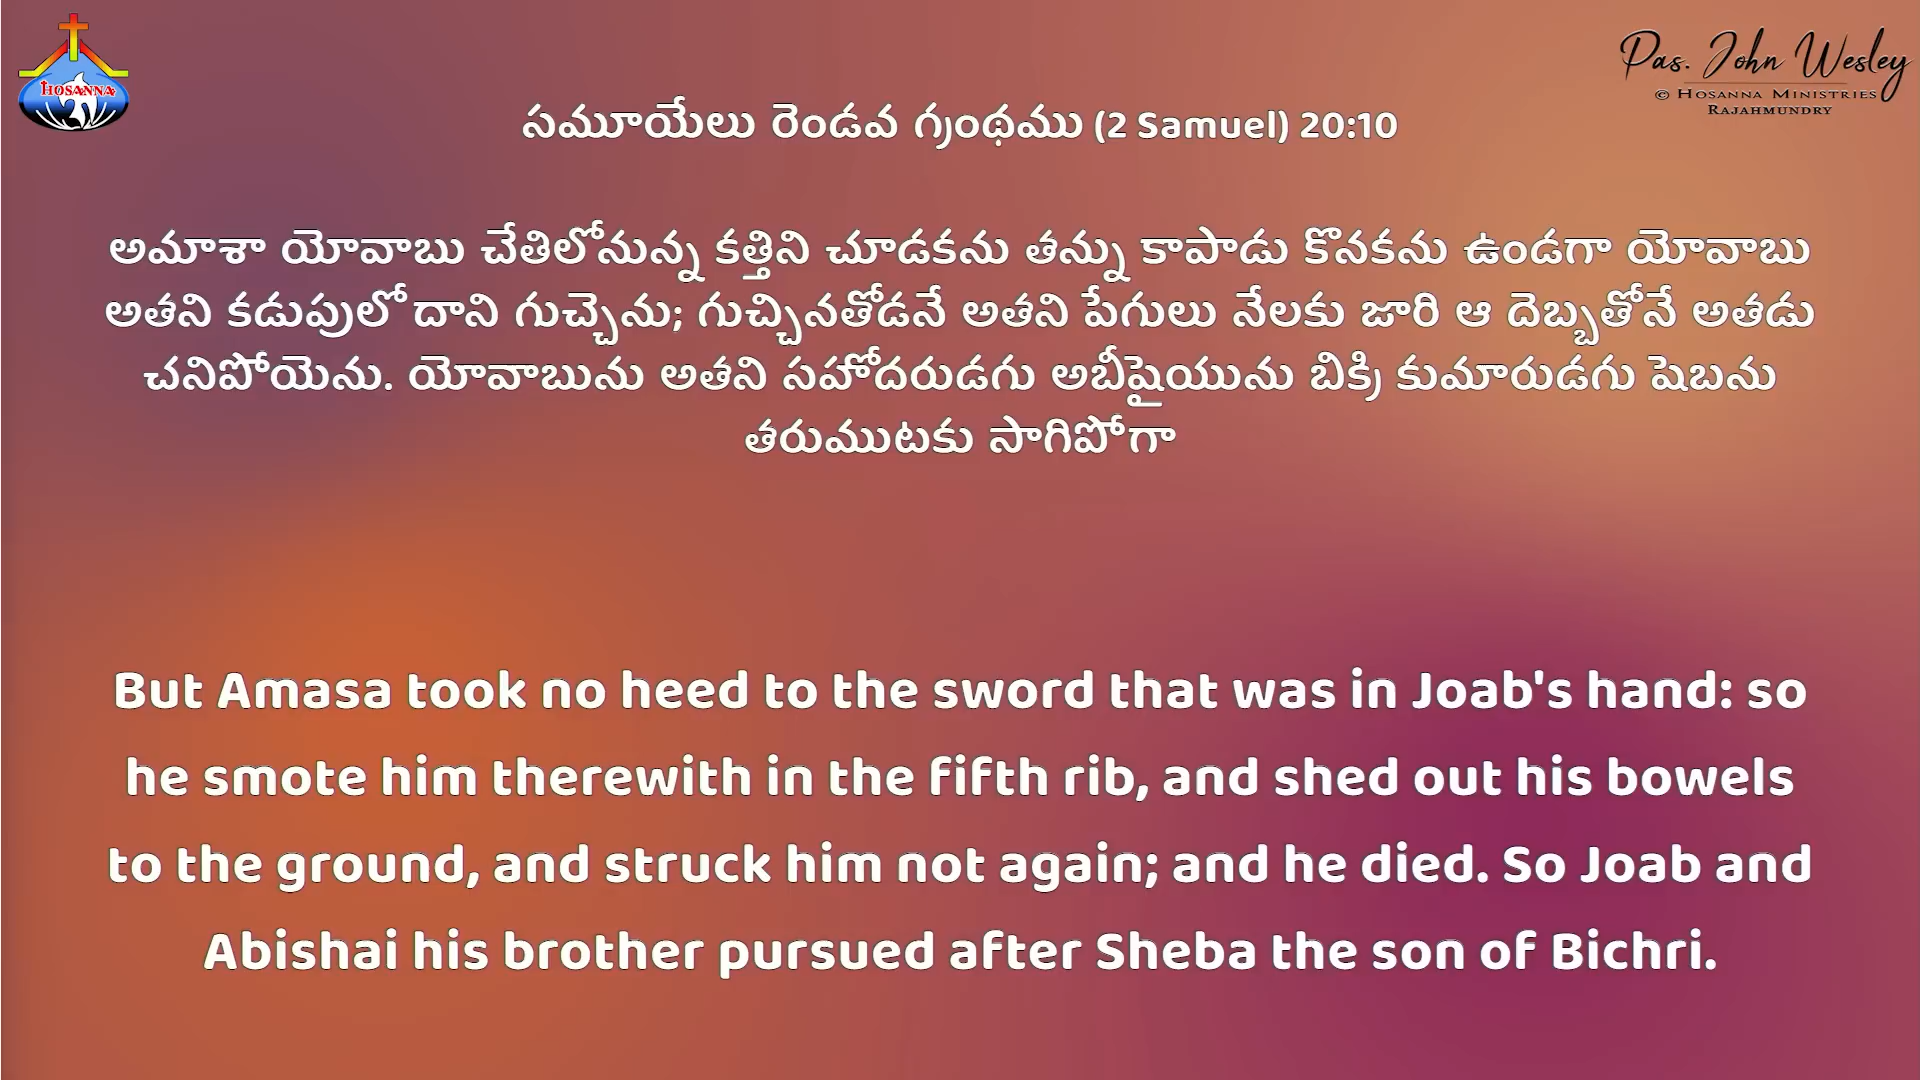 HOSANNA
Pas. John Wesley
© HOSANNA MINISTRIES
RAJAHMUNDRY
సమూయేలు రెండవ గ్రంథము (2 Samuel) 20:10
అమాశా యోవాబు చేతిలోనున్న కత్తిని చూడకను తన్ను కాపాడు కొనకను ఉండగా యోవాబు
అతని కడుపులో దాని గుచ్చెను; గుచ్చినతోడనే అతని పేగులు నేలకు జారి ఆ దెబ్బతోనే అతడు
చనిపోయెను. యోవాబును అతని సహోదరుడగు అబీషైయును బిక్రి కుమారుడగు షెబను
తరుముటకు సాగిపోగా
But Amasa took no heed to the sword that was in Joab's hand: so
he smote him therewith in the fifth rib, and shed out his bowels
to the ground, and struck him not again; and he died. So Joab and
Abishai his brother pursued after Sheba the son of Bichri.